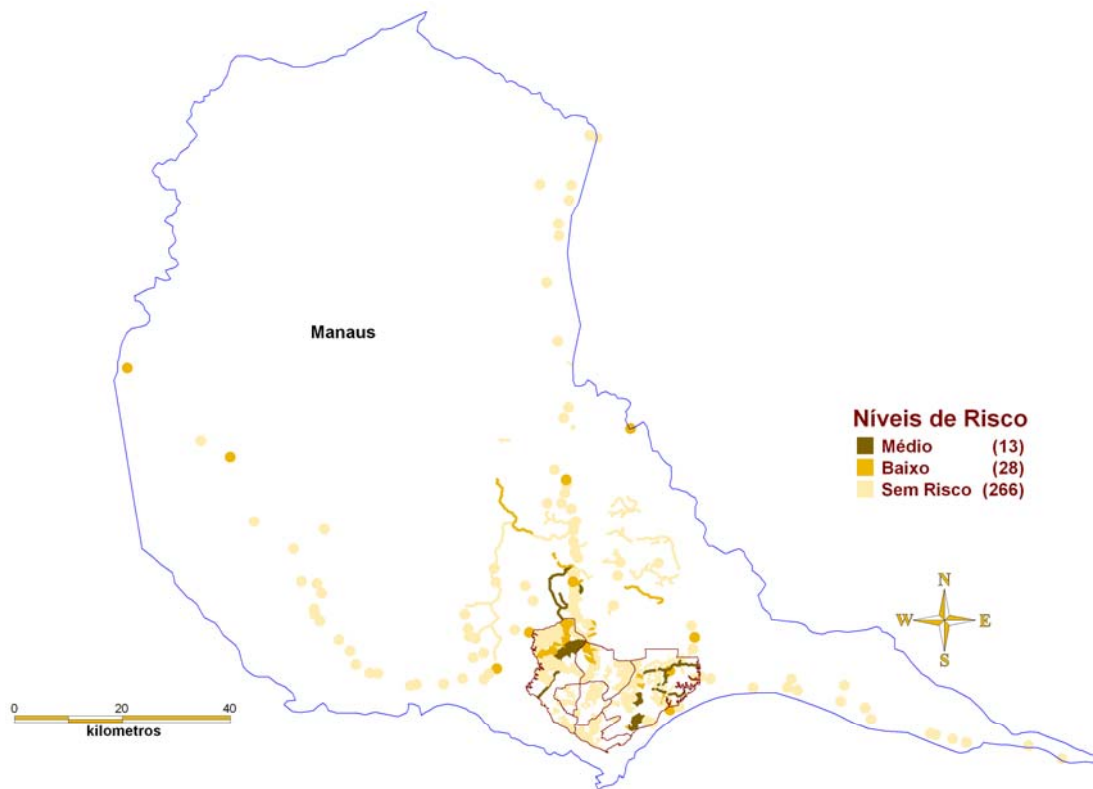 Manaus
Níveis de Risco
Médio (13)
Baixo (28)
Sem Risco (266)
N
W E
S
0 20 40
kilometros